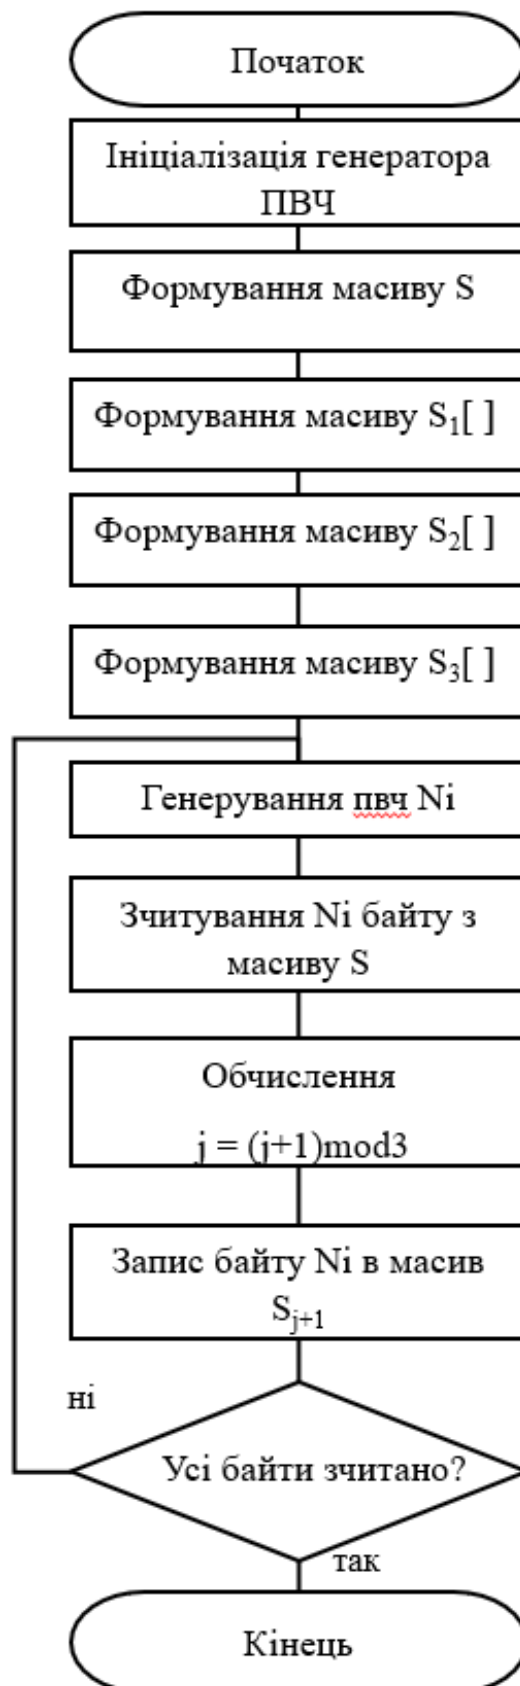 Початок
Ініціалізація генератора
ПВЧ
Формування масиву S
Формування масиву S₁[ ]
Формування масиву S₂[ ]
Формування масиву S₃[ ]
Генерування пвч Ni
Зчитування Ni байту з
масиву S
Обчислення
j = (j+1)mod3
Запис байту Ni в масив
Sⱼ₊₁
ні
Усі байти зчитано?
так
Кінець